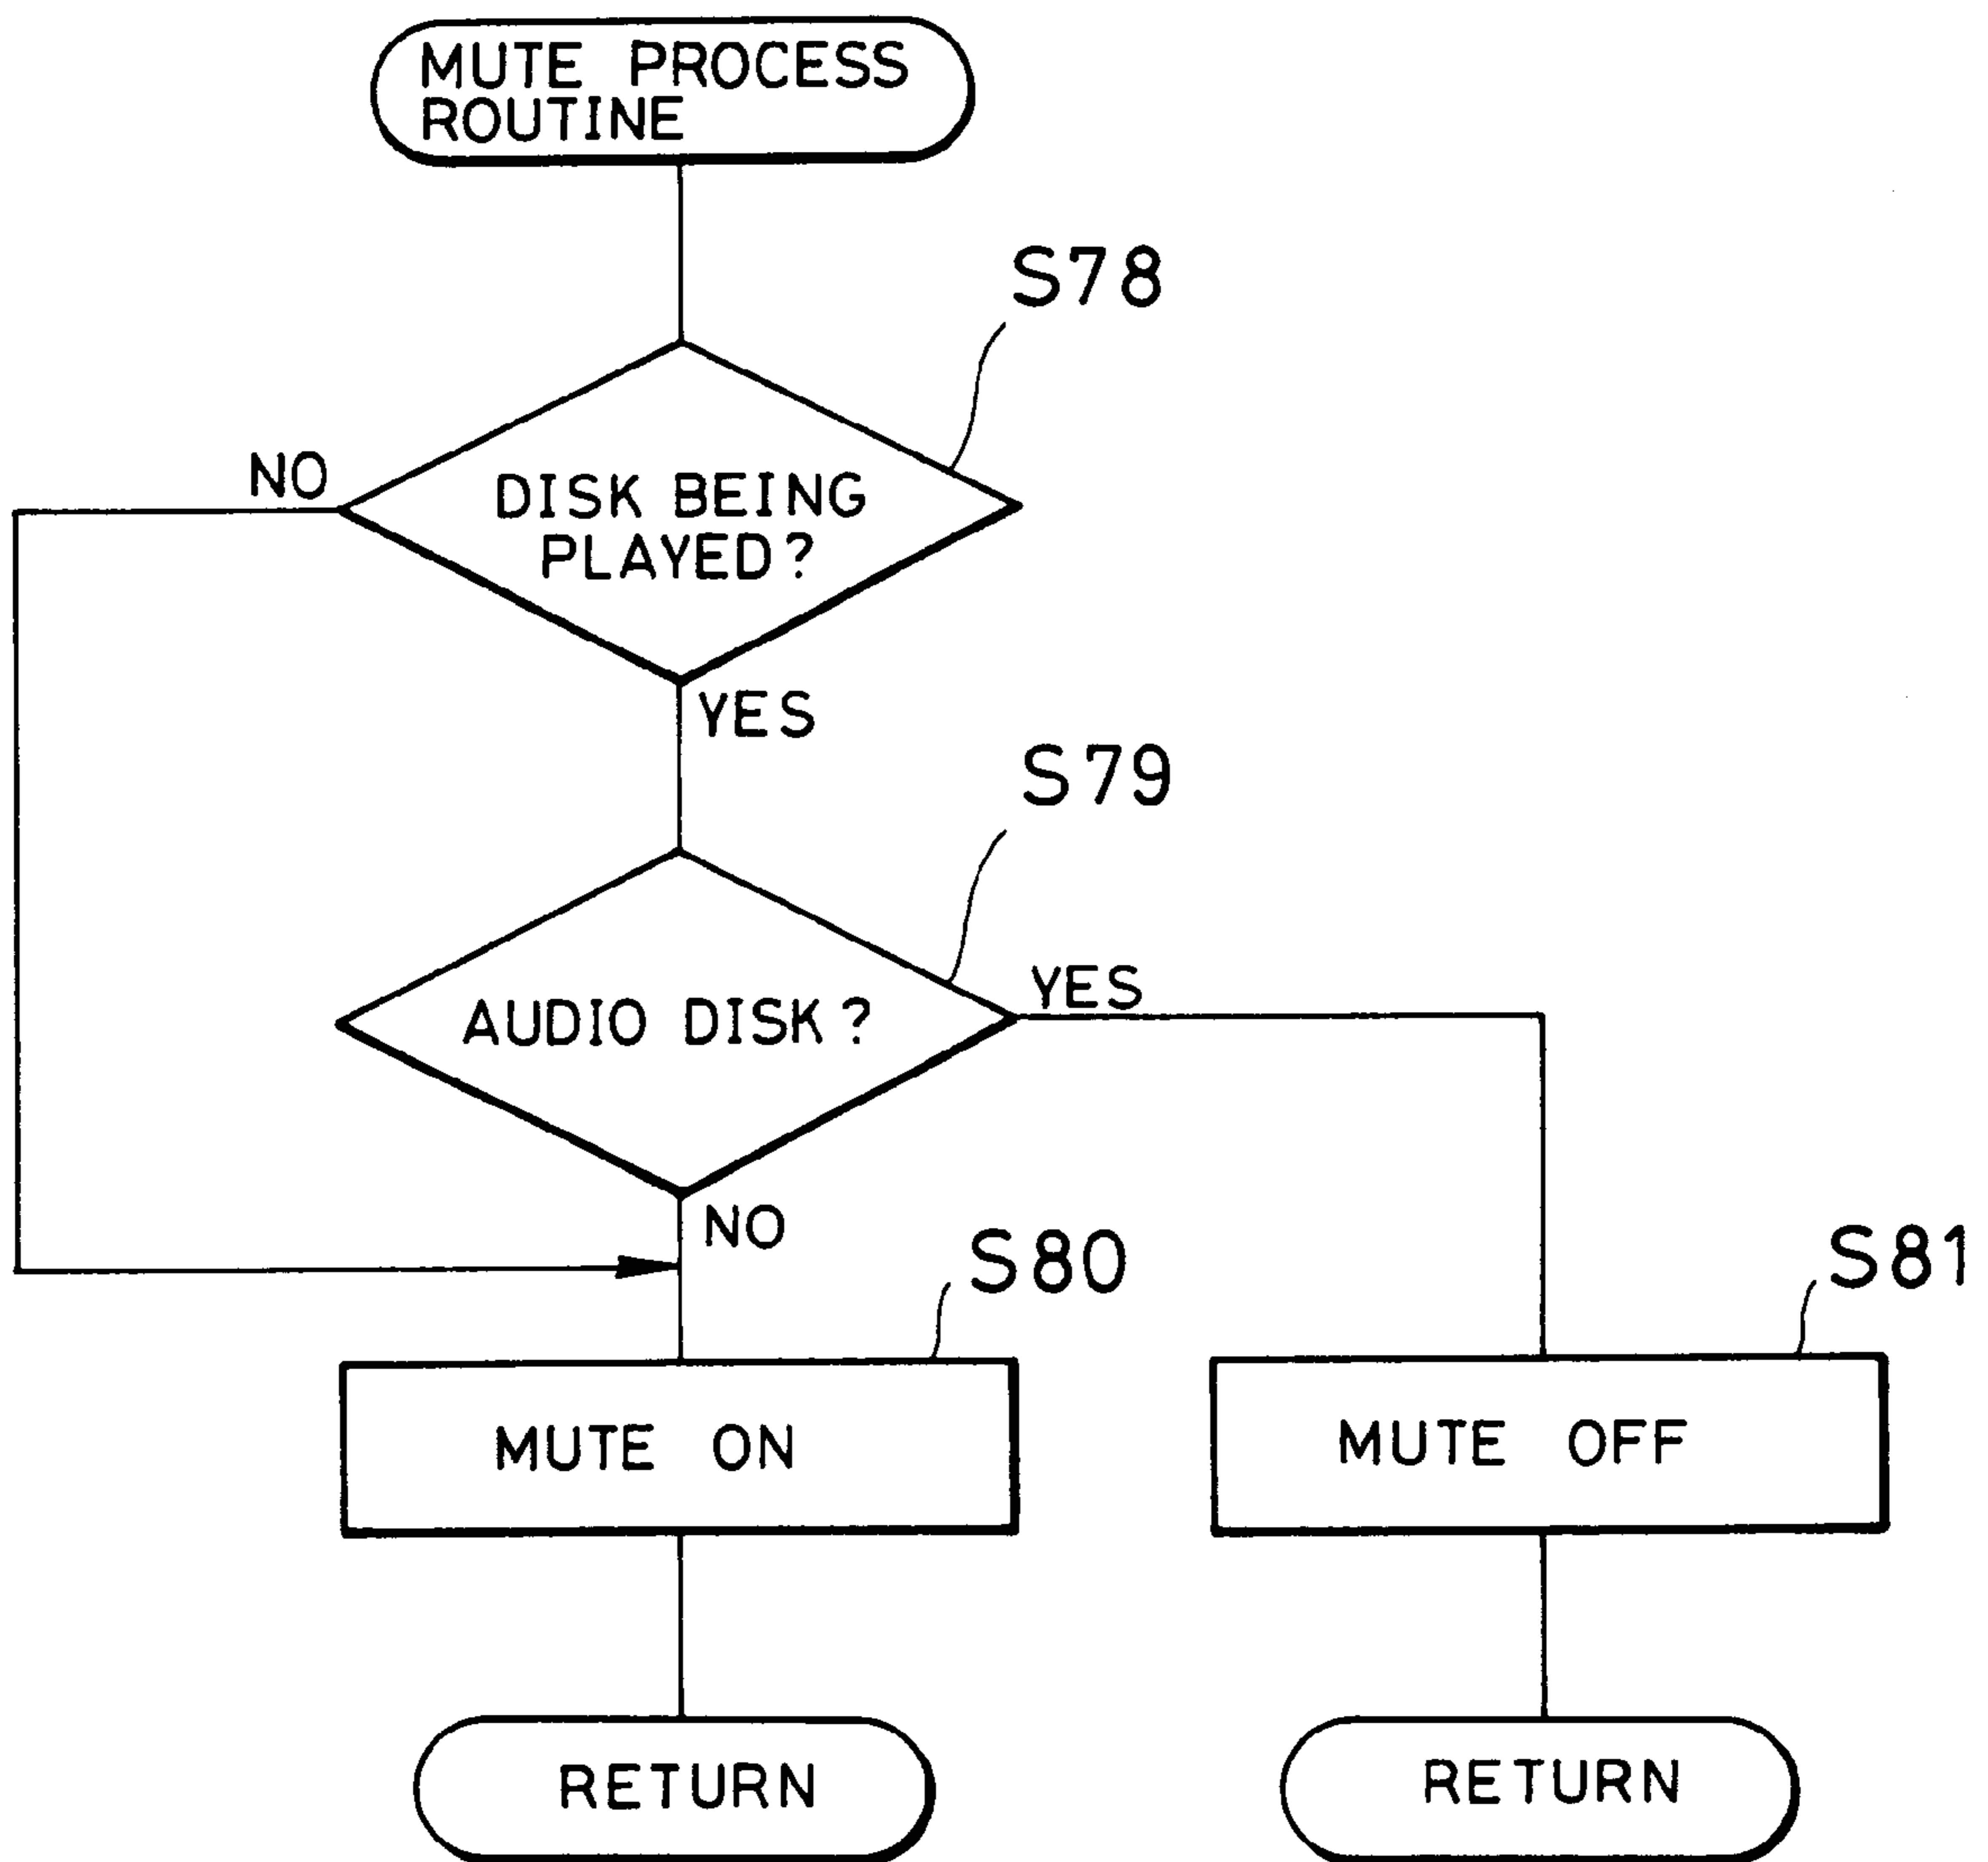 MUTE PROCESS
ROUTINE
S78
NO
DISK BEING
PLAYED?
YES
S79
YES
AUDIO DISK?
NO
S80
S81
MUTE ON
MUTE OFF
RETURN
RETURN